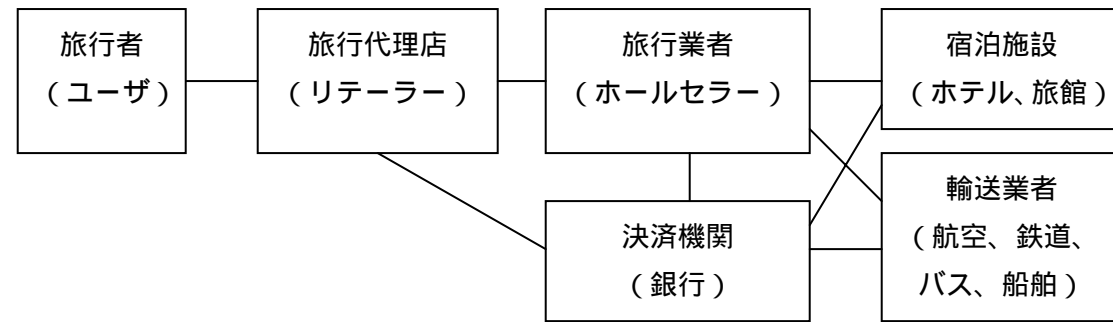 旅行者
（ユーザ）
旅行代理店
（リテーラー）
旅行業者
（ホールセラー）
宿泊施設
（ホテル、旅館）
決済機関
（銀行）
輸送業者
（航空、鉄道、
バス、船舶）